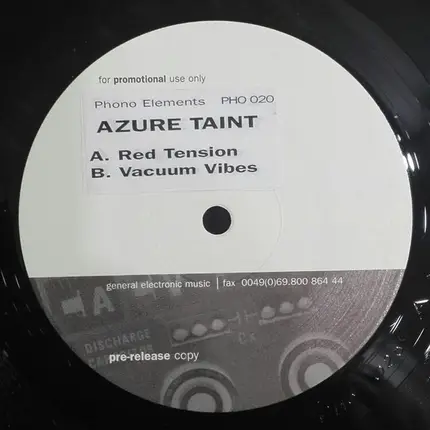 for promotional use only
Phono Elements PHO 020
AZURE TAINT
A. Red Tension
B. Vacuum Vibes
general electronic music | fax 0049(0)69.800 864 44
A
DISCHARGE
pre-release copy